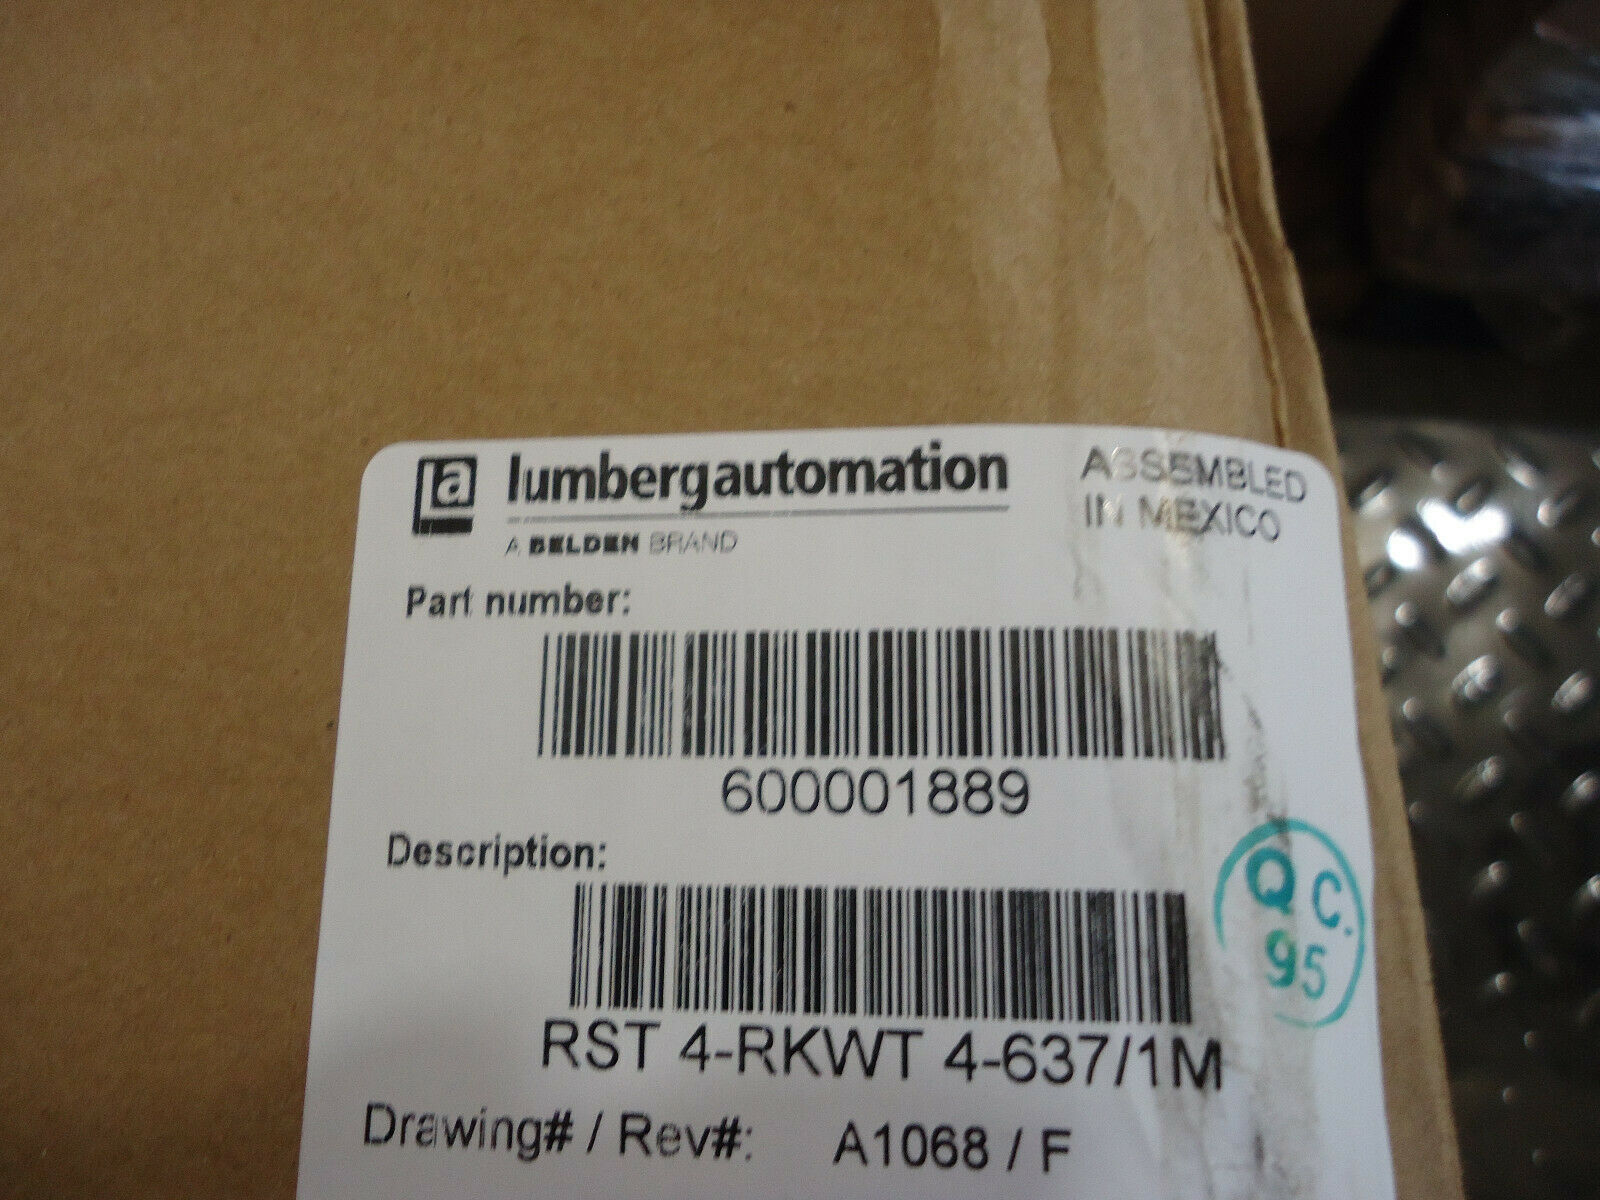 a lumbergautomation
A BELDEN BRAND
ASSEMBLED
IN MEXICO
Part number:
600001889
Description:
RST 4-RKWT 4-637/1M
Q C.
95
Drawing# / Rev#: A1068 / F